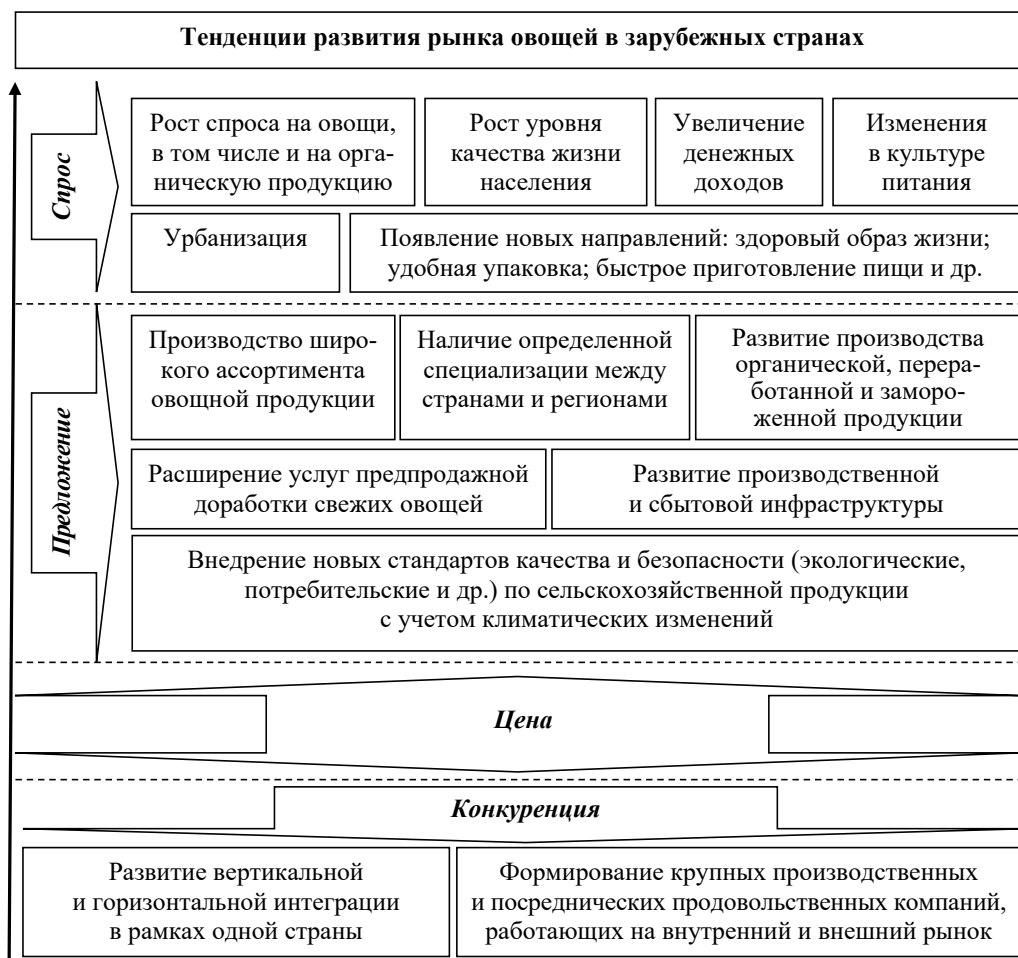 Тенденции развития рынка овощей в зарубежных странах
Спрос
Рост спроса на овощи,
в том числе и на орга-
ническую продукцию
Рост уровня
качества жизни
населения
Увеличение
денежных
доходов
Изменения
в культуре
питания
Урбанизация
Появление новых направлений: здоровый образ жизни;
удобная упаковка; быстрое приготовление пищи и др.
Предложение
Производство широ-
кого ассортимента
овощной продукции
Наличие определенной
специализации между
странами и регионами
Развитие производства
органической, перера-
ботанной и заморо-
женной продукции
Расширение услуг предпродажной
доработки свежих овощей
Развитие производственной
и сбытовой инфраструктуры
Внедрение новых стандартов качества и безопасности (экологические,
потребительские и др.) по сельскохозяйственной продукции
с учетом климатических изменений
Цена
Конкуренция
Развитие вертикальной
и горизонтальной интеграции
в рамках одной страны
Формирование крупных производственных
и посреднических продовольственных компаний,
работающих на внутренний и внешний рынок